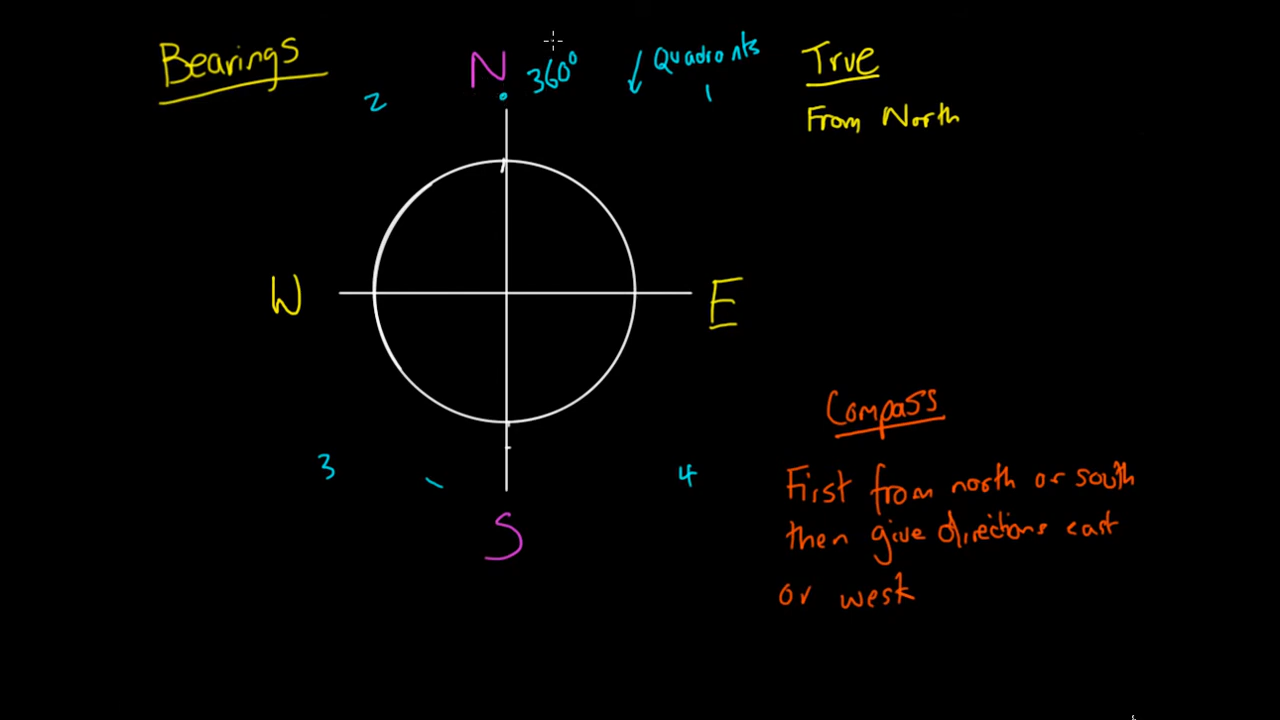 Bearings
N 360°
Quadrants
True
From North
2
1
W
E
Compass
3
4
First from north or south
then give directions east
or west
S